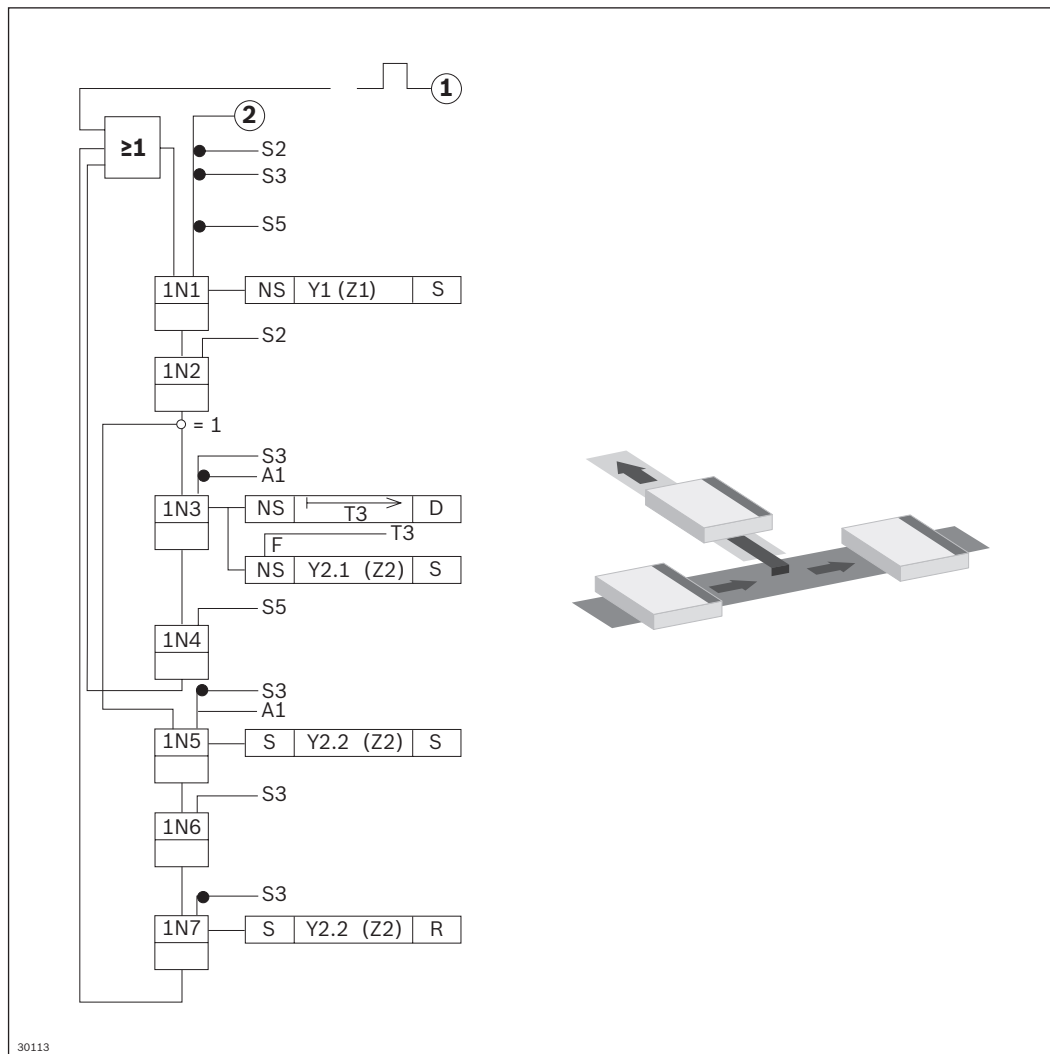 1
2
≥1
S2
S3
S5
1N1 NS Y1 (Z1) S
S2
1N2
= 1
S3
A1
1N3 NS T3 D
T3
F
NS Y2.1 (Z2) S
S5
1N4
S3
A1
1N5 S Y2.2 (Z2) S
S3
1N6
S3
1N7 S Y2.2 (Z2) R
30113